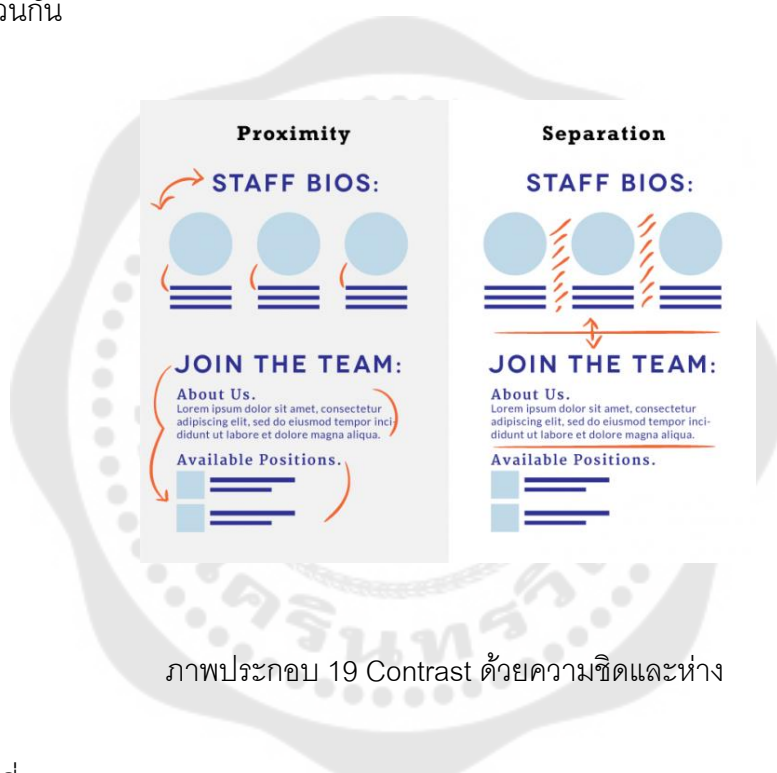 วนกัน
Proximity
STAFF BIOS:
JOIN THE TEAM:
About Us.
Lorem ipsum dolor sit amet, consectetur
adipiscing elit, sed do eiusmod tempor inci-
didunt ut labore et dolore magna aliqua.
Available Positions.
Separation
STAFF BIOS:
JOIN THE TEAM:
About Us.
Lorem ipsum dolor sit amet, consectetur
adipiscing elit, sed do eiusmod tempor inci-
didunt ut labore et dolore magna aliqua.
Available Positions.
ภาพประกอบ 19 Contrast ด้วยความชิดและห่าง